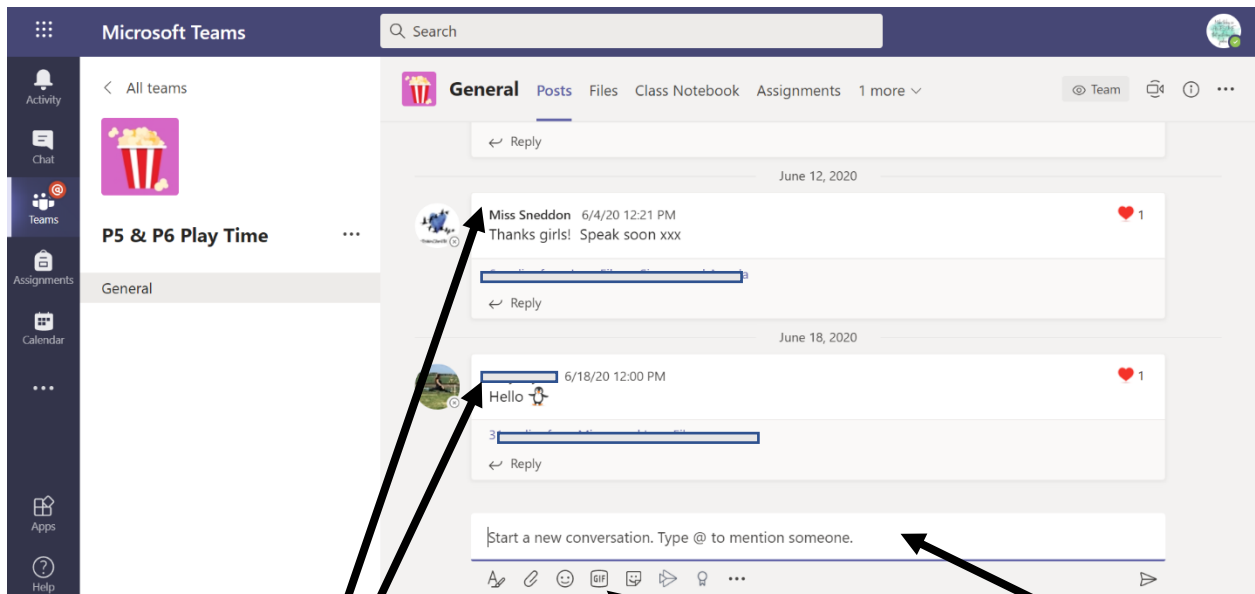 Microsoft Teams
Search
Activity
Chat
Teams
Assignments
Calendar
Apps
Help
All teams
P5 & P6 Play Time
General
General Posts Files Class Notebook Assignments 1 more
Team
Reply
June 12, 2020
Miss Sneddon 6/4/20 12:21 PM
1
Thanks girls! Speak soon xxx
Reply
June 18, 2020
6/18/20 12:00 PM
1
Hello
Reply
Start a new conversation. Type @ to mention someone.
GIF